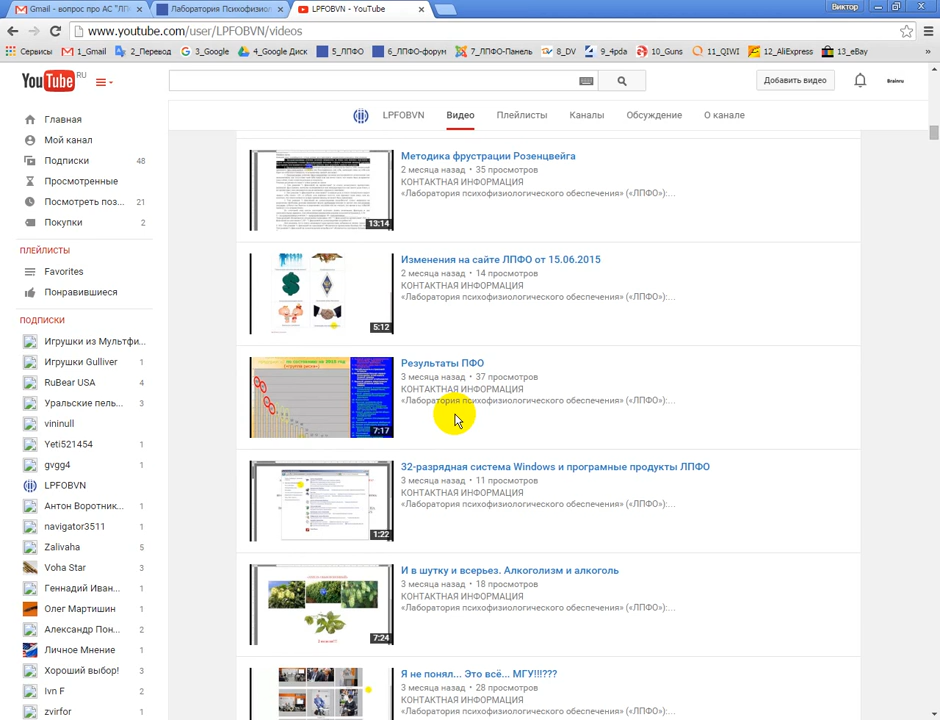 Gmail - вопрос про АС "ЛП
Лаборатория Психофизиол
LPFOBVN - YouTube
Виктор
www.youtube.com/user/LPFOBVN/videos
Сервисы
1_Gmail
2_Перевод
3_Google
4_Google Диск
5_ЛПФО
6_ЛПФО-форум
7_ЛПФО-Панель
8_DV
9_4pda
10_Guns
11_QIWI
12_AliExpress
13_eBay
»
YouTube RU
Добавить видео
Brainru
LPFOBVN
Видео
Плейлисты
Каналы
Обсуждение
О канале
Главная
Мой канал
Подписки 48
Просмотренные
Посмотреть поз... 21
Покупки 2
ПЛЕЙЛИСТЫ
Favorites
Понравившиеся
ПОДПИСКИ
Игрушки из Мультфи...
Игрушки Gulliver 1
RuBear USA 4
Уральские пель... 3
vininull
Yeti521454 1
gvgg4 1
LPFOBVN
Антон Воротник... 1
navigator3511 1
Zalivaha 5
Voha Star 3
Геннадий Иван... 1
Олег Мартишин 1
Александр Пон... 1
Личное Мнение 1
Хороший выбор! 3
Ivn F 2
zvirfor 1
Методика фрустрации Розенцвейга
2 месяца назад • 35 просмотров
КОНТАКТНАЯ ИНФОРМАЦИЯ
«Лаборатория психофизиологического обеспечения» («ЛПФО»):...
13:14
Изменения на сайте ЛПФО от 15.06.2015
2 месяца назад • 14 просмотров
КОНТАКТНАЯ ИНФОРМАЦИЯ
«Лаборатория психофизиологического обеспечения» («ЛПФО»):...
5:12
Результаты ПФО
3 месяца назад • 37 просмотров
КОНТАКТНАЯ ИНФОРМАЦИЯ
«Лаборатория психофизиологического обеспечения» («ЛПФО»):...
7:17
32-разрядная система Windows и програмные продукты ЛПФО
3 месяца назад • 11 просмотров
КОНТАКТНАЯ ИНФОРМАЦИЯ
«Лаборатория психофизиологического обеспечения» («ЛПФО»):...
1:22
И в шутку и всерьез. Алкоголизм и алкоголь
3 месяца назад • 18 просмотров
КОНТАКТНАЯ ИНФОРМАЦИЯ
«Лаборатория психофизиологического обеспечения» («ЛПФО»):...
7:24
Я не понял... Это всё... МГУ!!!???
3 месяца назад • 28 просмотров
КОНТАКТНАЯ ИНФОРМАЦИЯ
«Лаборатория психофизиологического обеспечения» («ЛПФО»):...